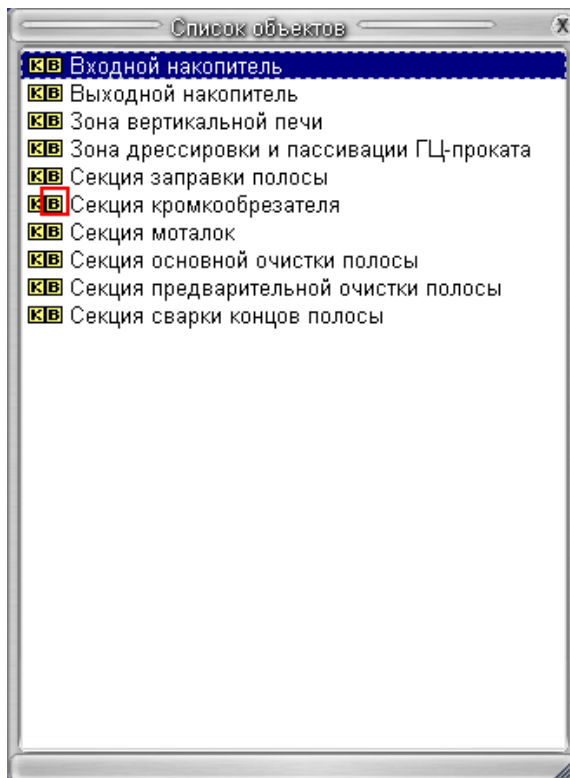 Список объектов X
КВ Входной накопитель
КВ Выходной накопитель
КВ Зона вертикальной печи
КВ Зона дрессировки и пассивации ГЦ-проката
КВ Секция заправки полосы
КВ Секция кромкообрезателя
КВ Секция моталок
КВ Секция основной очистки полосы
КВ Секция предварительной очистки полосы
КВ Секция сварки концов полосы